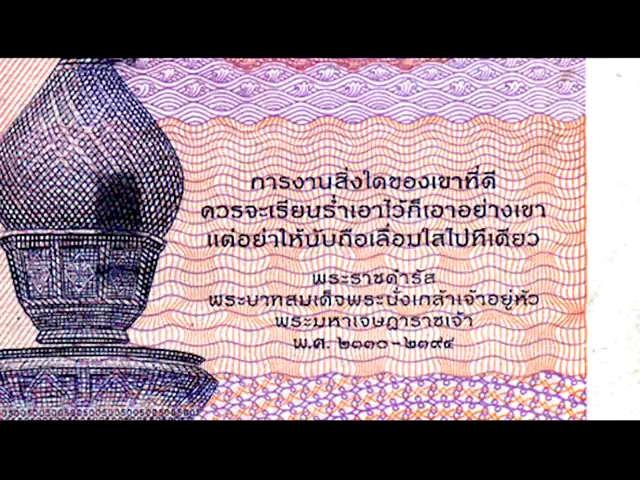 การงานสิ่งใดของเขาที่ดี
ควรจะเรียนร่ำเอาไว้ก็เอาอย่างเขา
แต่อย่าให้นับถือเลื่อมใสไปทีเดียว
พระราชดำรัส
พระบาทสมเด็จพระนั่งเกล้าเจ้าอยู่หัว
พระมหาเจษฎาราชเจ้า
พ.ศ. ๒๓๓๐-๒๓๙๔